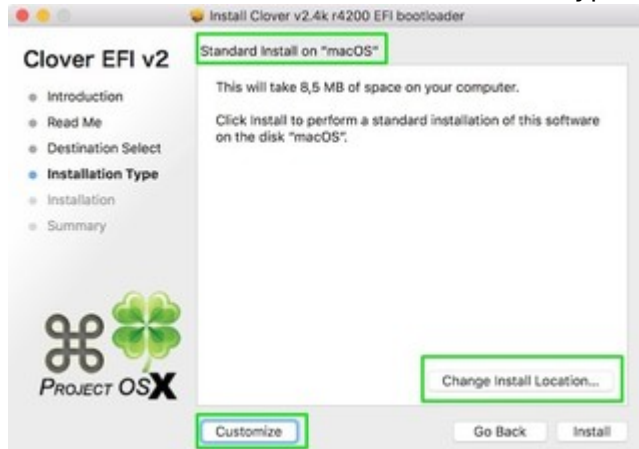 Install Clover v2.4k r4200 EFI bootloader
Clover EFI v2
Standard Install on "macOS"
Introduction
Read Me
Destination Select
Installation Type
Installation
Summary
This will take 8,5 MB of space on your computer.
Click Install to perform a standard installation of this software
on the disk "macOS".
PROJECT OSX
Change Install Location...
Customize
Go Back
Install